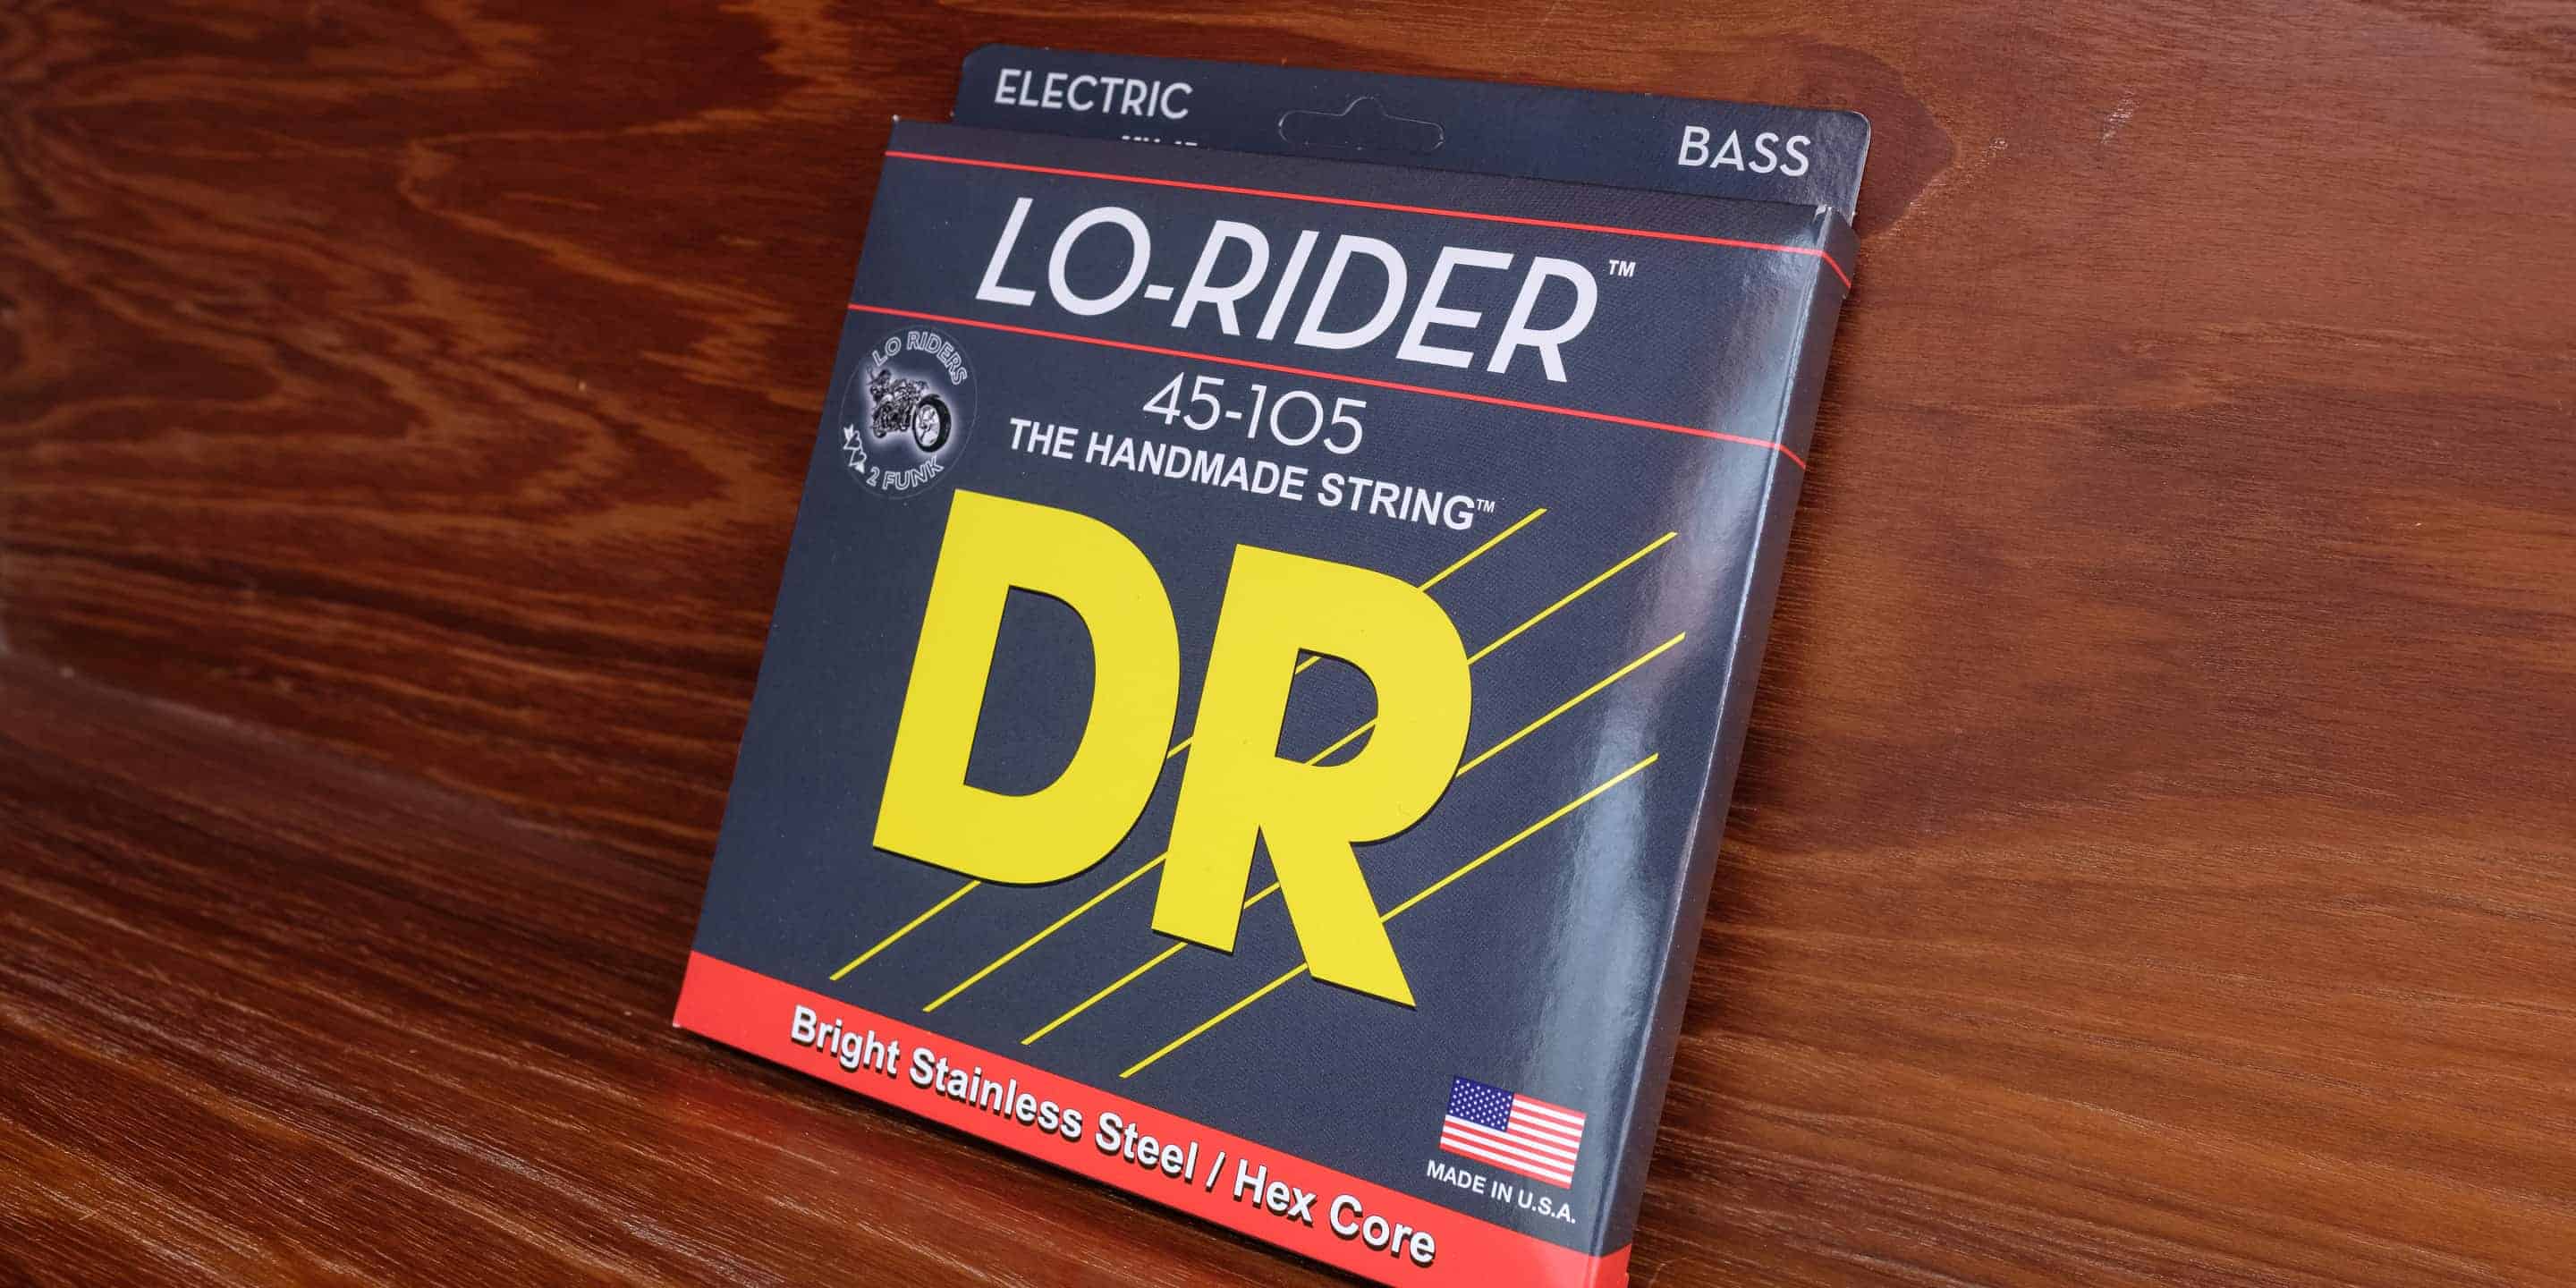 ELECTRIC
BASS
LO-RIDER™
LO RIDERS
2 FUNK
45-105
THE HANDMADE STRING™
DR
Bright Stainless Steel / Hex Core
MADE IN U.S.A.